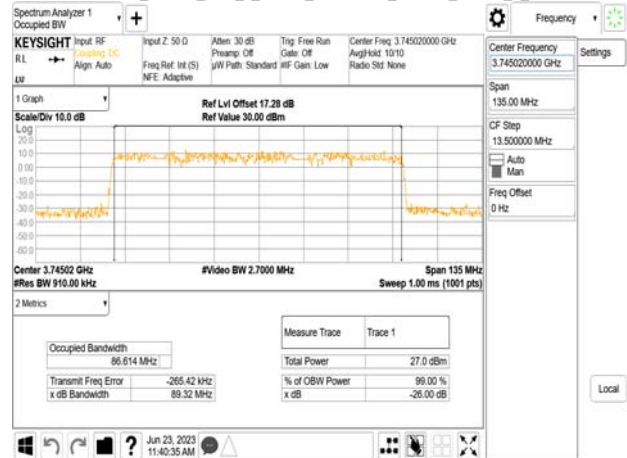 Spectrum Analyzer 1
Occupied BW
Frequency
KEYSIGHT
RL
LU
Input: RF
Coupling: DC
Align: Auto
Input Z: 50 Ω
Freq Ref: Int (S)
NFE: Adaptive
Atten: 30 dB
Preamp: Off
µW Path: Standard
Trig: Free Run
Gate: Off
#IF Gain: Low
Center Freq: 3.745020000 GHz
Avg|Hold: 10/10
Radio Std: None
Center Frequency
3.745020000 GHz
Settings
Span
135.00 MHz
CF Step
13.500000 MHz
Auto
Man
Freq Offset
0 Hz
Local
1 Graph
Scale/Div 10.0 dB
Ref Lvl Offset 17.28 dB
Ref Value 30.00 dBm
Log
20.0
10.0
0.00
-10.0
-20.0
-30.0
-40.0
-50.0
-60.0
Center 3.74502 GHz
#Res BW 910.00 kHz
#Video BW 2.7000 MHz
Span 135 MHz
Sweep 1.00 ms (1001 pts)
2 Metrics
Measure Trace Trace 1
Occupied Bandwidth
86.614 MHz
Total Power 27.0 dBm
Transmit Freq Error -265.42 kHz
% of OBW Power 99.00 %
x dB Bandwidth 89.32 MHz
x dB -26.00 dB
?
Jun 23, 2023
11:40:35 AM